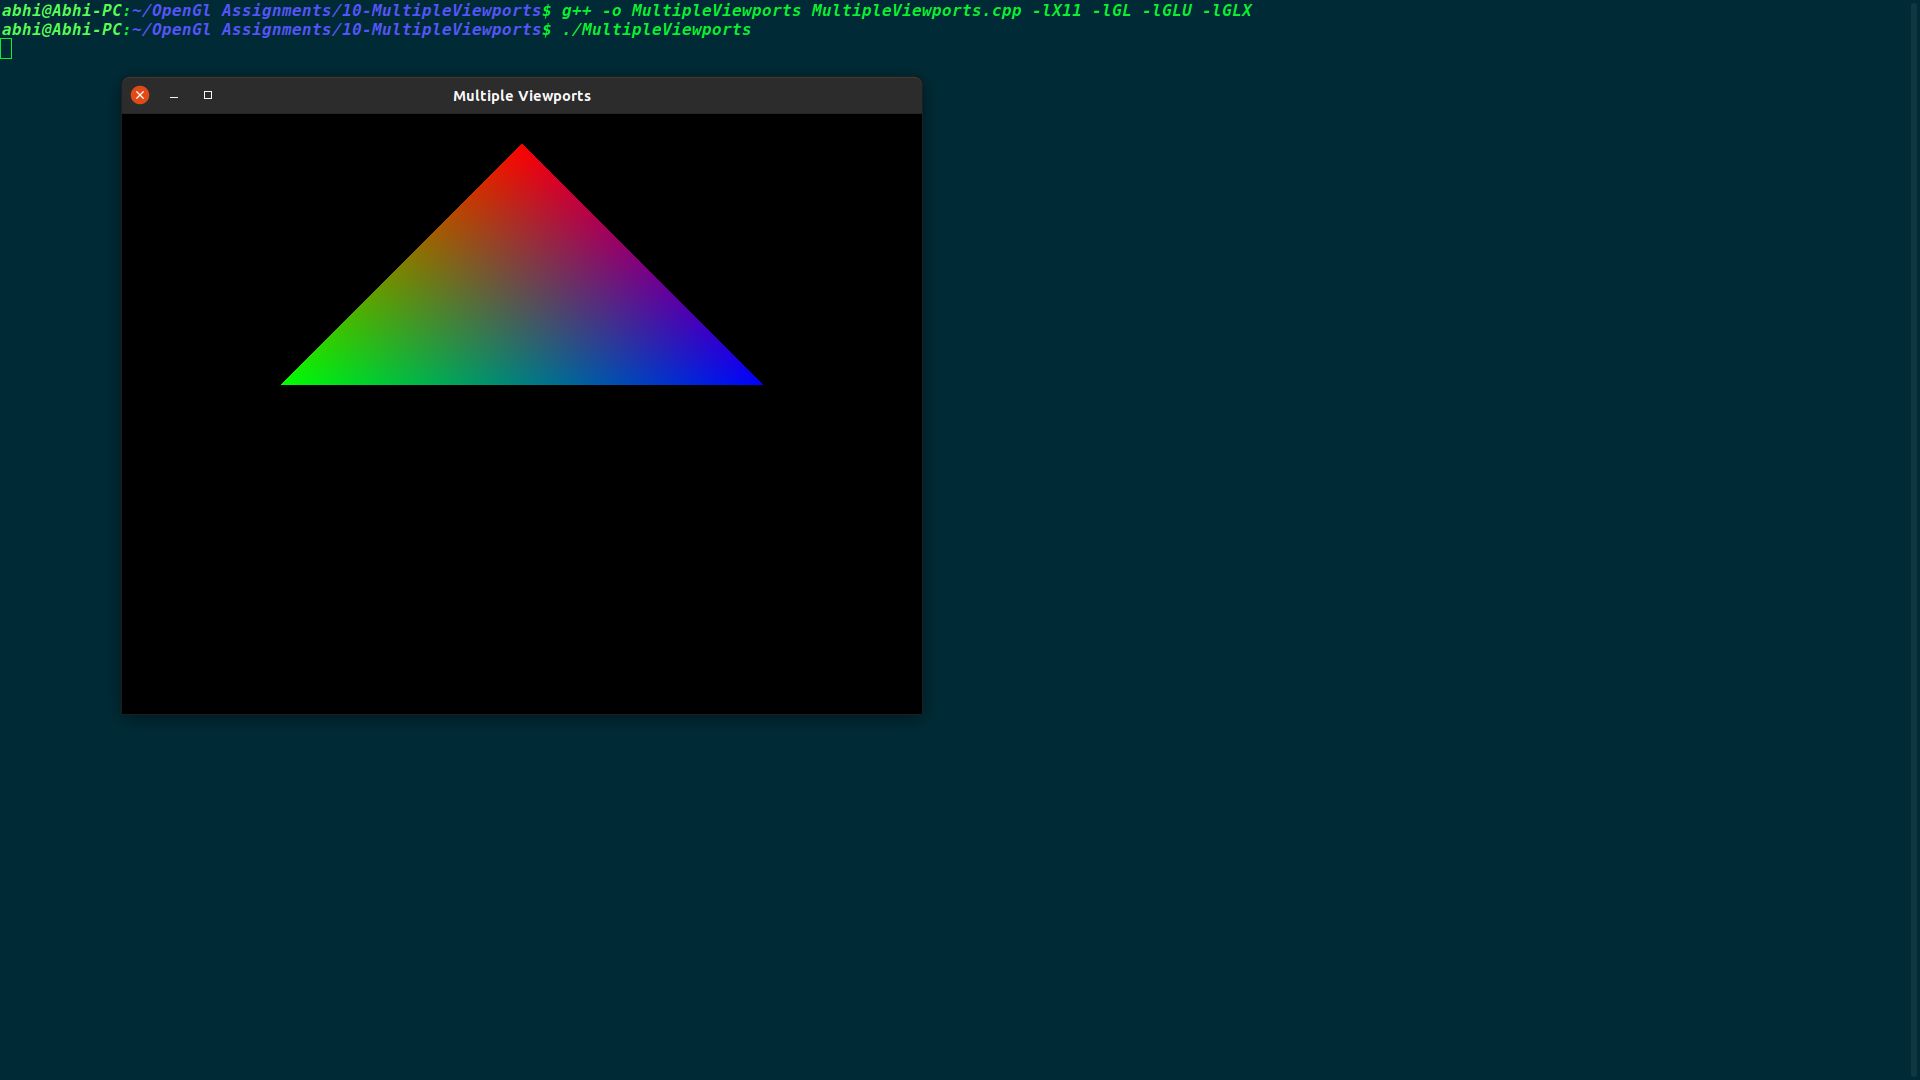 abhi@Abhi-PC:~/OpenGl Assignments/10-MultipleViewports$ g++ -o MultipleViewports MultipleViewports.cpp -lX11 -lGL -lGLU -lGLX
abhi@Abhi-PC:~/OpenGl Assignments/10-MultipleViewports$ ./MultipleViewports
Multiple Viewports